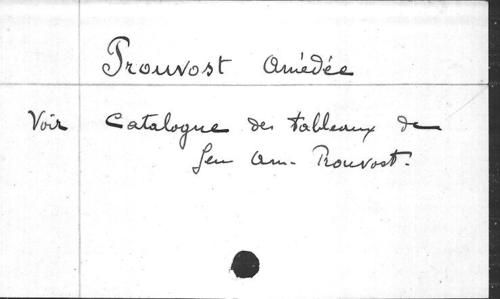 Prouvost Amédée
Voir Catalogue des tableaux de
feu Am. Prouvost.